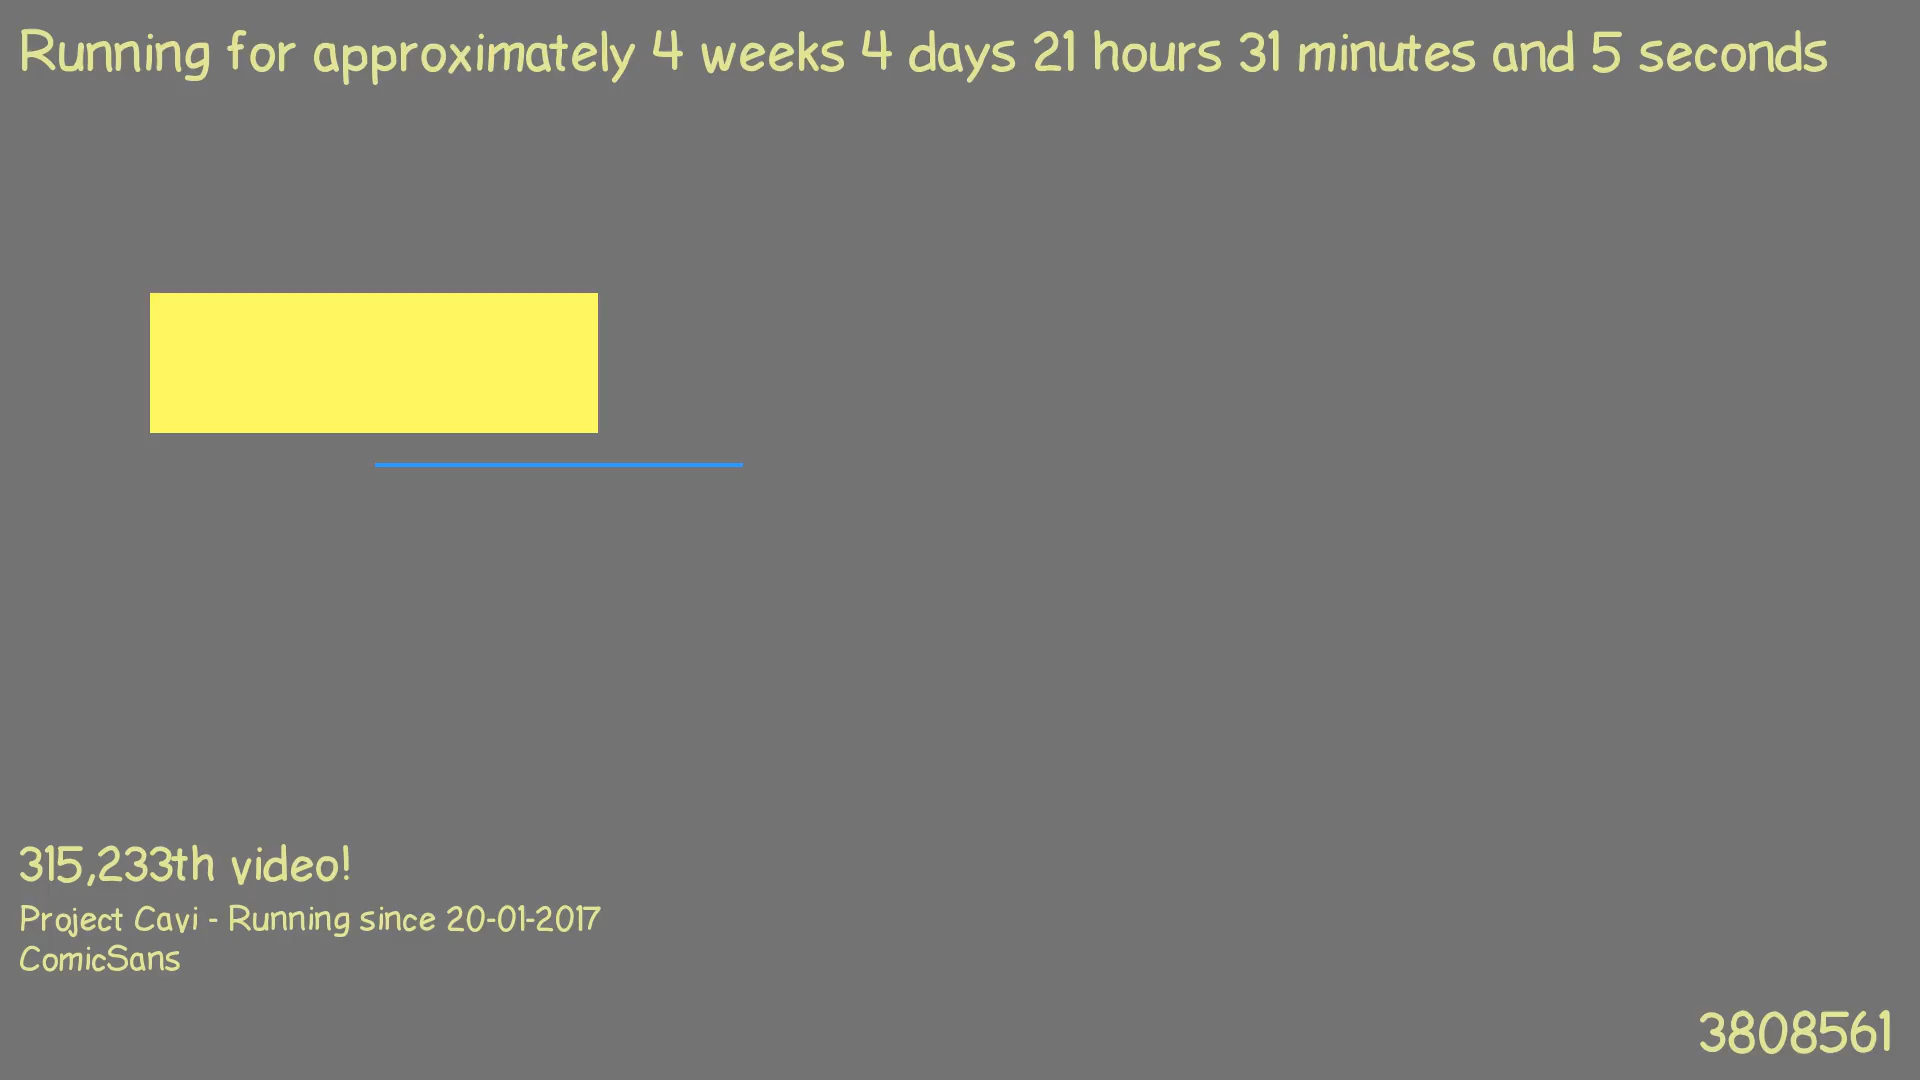 Running for approximately 4 weeks 4 days 21 hours 31 minutes and 5 seconds
315,233th video!
Project Cavi - Running since 20-01-2017
ComicSans
3808561